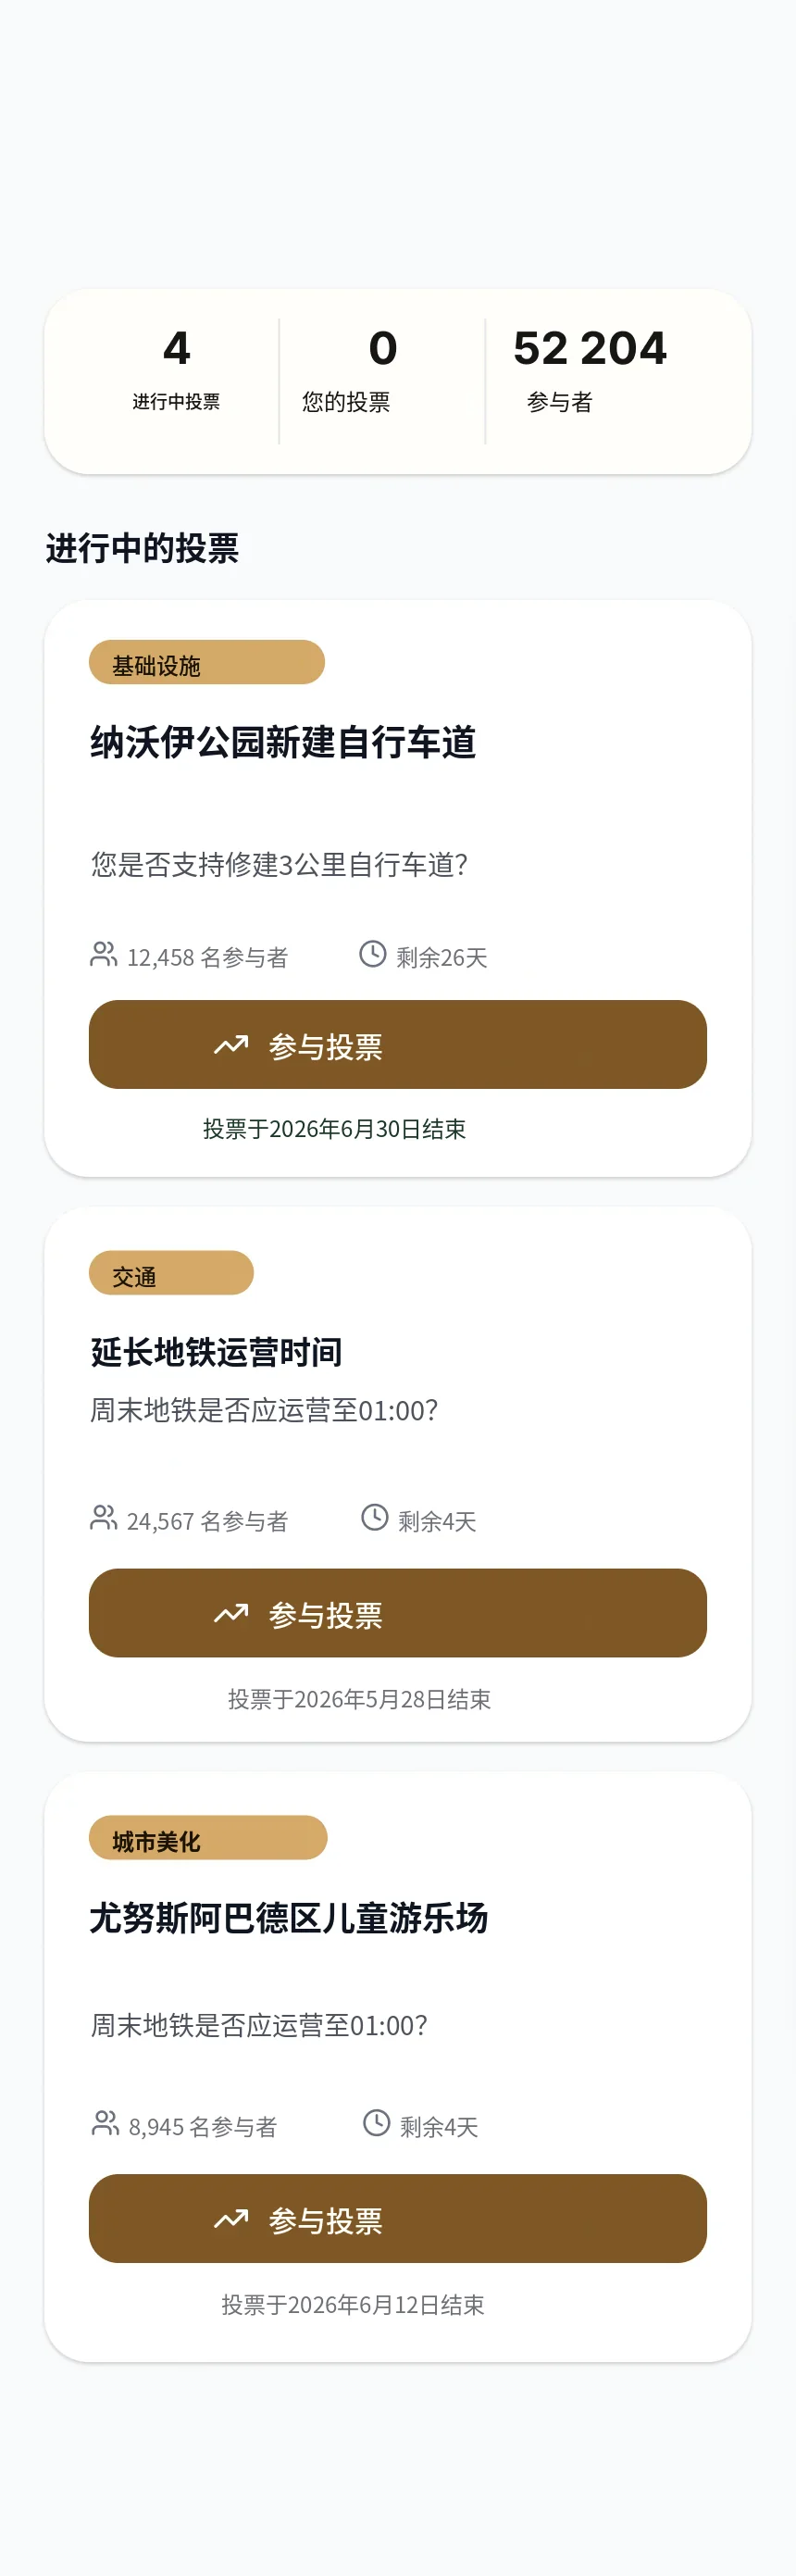 4
进行中投票
0
您的投票
52 204
参与者
进行中的投票
基础设施
纳沃伊公园新建自行车道
您是否支持修建3公里自行车道?
12,458 名参与者
剩余26天
参与投票
投票于2026年6月30日结束
交通
延长地铁运营时间
周末地铁是否应运营至01:00?
24,567 名参与者
剩余4天
参与投票
投票于2026年5月28日结束
城市美化
尤努斯阿巴德区儿童游乐场
周末地铁是否应运营至01:00?
8,945 名参与者
剩余4天
参与投票
投票于2026年6月12日结束